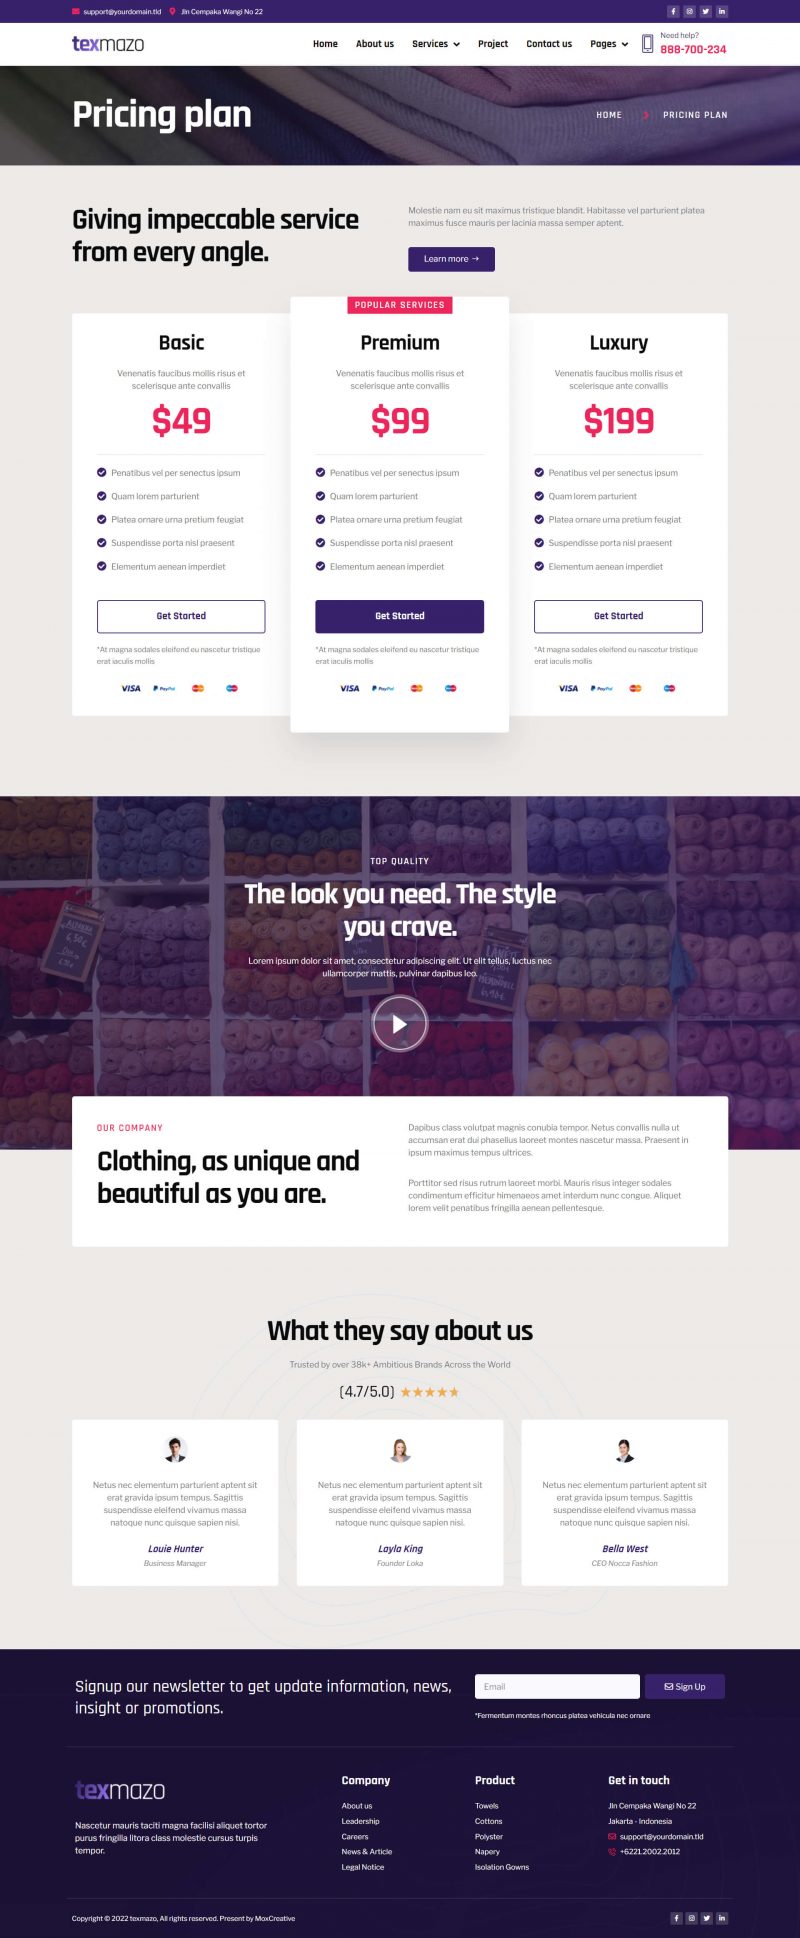 support@yourdomain.tld
Jln Cempaka Wangi No 22
texmazo
Home
About us
Services
Project
Contact us
Pages
Need help?
888-700-234
Pricing plan
HOME
PRICING PLAN
Giving impeccable service
from every angle.
Molestie nam eu sit maximus tristique blandit. Habitasse vel parturient platea
maximus fusce mauris per lacinia massa semper aptent.
Learn more →
Basic
Venenatis faucibus mollis risus et
scelerisque ante convallis
$49
Penatibus vel per senectus ipsum
Quam lorem parturient
Platea ornare urna pretium feugiat
Suspendisse porta nisl praesent
Elementum aenean imperdiet
Get Started
*At magna sodales eleifend eu nascetur tristique
erat iaculis mollis
VISA
PayPal
POPULAR SERVICES
Premium
Venenatis faucibus mollis risus et
scelerisque ante convallis
$99
Penatibus vel per senectus ipsum
Quam lorem parturient
Platea ornare urna pretium feugiat
Suspendisse porta nisl praesent
Elementum aenean imperdiet
Get Started
*At magna sodales eleifend eu nascetur tristique
erat iaculis mollis
VISA
PayPal
Luxury
Venenatis faucibus mollis risus et
scelerisque ante convallis
$199
Penatibus vel per senectus ipsum
Quam lorem parturient
Platea ornare urna pretium feugiat
Suspendisse porta nisl praesent
Elementum aenean imperdiet
Get Started
*At magna sodales eleifend eu nascetur tristique
erat iaculis mollis
VISA
PayPal
TOP QUALITY
The look you need. The style
you crave.
Lorem ipsum dolor sit amet, consectetur adipiscing elit. Ut elit tellus, luctus nec
ullamcorper mattis, pulvinar dapibus leo.
OUR COMPANY
Clothing, as unique and
beautiful as you are.
Dapibus class volutpat magnis conubia tempor. Netus convallis nulla ut
accumsan erat dui phasellus laoreet montes nascetur massa. Praesent in
ipsum maximus tempus ultrices.
Porttitor sed risus rutrum laoreet morbi. Mauris risus integer sodales
condimentum efficitur himenaeos amet interdum nunc congue. Aliquet
lorem velit penatibus fringilla aenean pellentesque.
What they say about us
Trusted by over 38k+ Ambitious Brands Across the World
(4.7/5.0)
Netus nec elementum parturient aptent sit
erat gravida ipsum tempus. Sagittis
suspendisse eleifend vivamus massa
natoque nunc quisque sapien nisi.
Louie Hunter
Business Manager
Netus nec elementum parturient aptent sit
erat gravida ipsum tempus. Sagittis
suspendisse eleifend vivamus massa
natoque nunc quisque sapien nisi.
Layla King
Founder Loka
Netus nec elementum parturient aptent sit
erat gravida ipsum tempus. Sagittis
suspendisse eleifend vivamus massa
natoque nunc quisque sapien nisi.
Bella West
CEO Nocca Fashion
Signup our newsletter to get update information, news,
insight or promotions.
Email
Sign Up
*Fermentum montes rhoncus platea vehicula nec ornare
texmazo
Nascetur mauris taciti magna facilisi aliquet tortor
purus fringilla litora class molestie cursus turpis
tempor.
Company
About us
Leadership
Careers
News & Article
Legal Notice
Product
Towels
Cottons
Polyster
Napery
Isolation Gowns
Get in touch
Jln Cempaka Wangi No 22
Jakarta - Indonesia
support@yourdomain.tld
+6221.2002.2012
Copyright © 2022 texmazo, All rights reserved. Present by MoxCreative